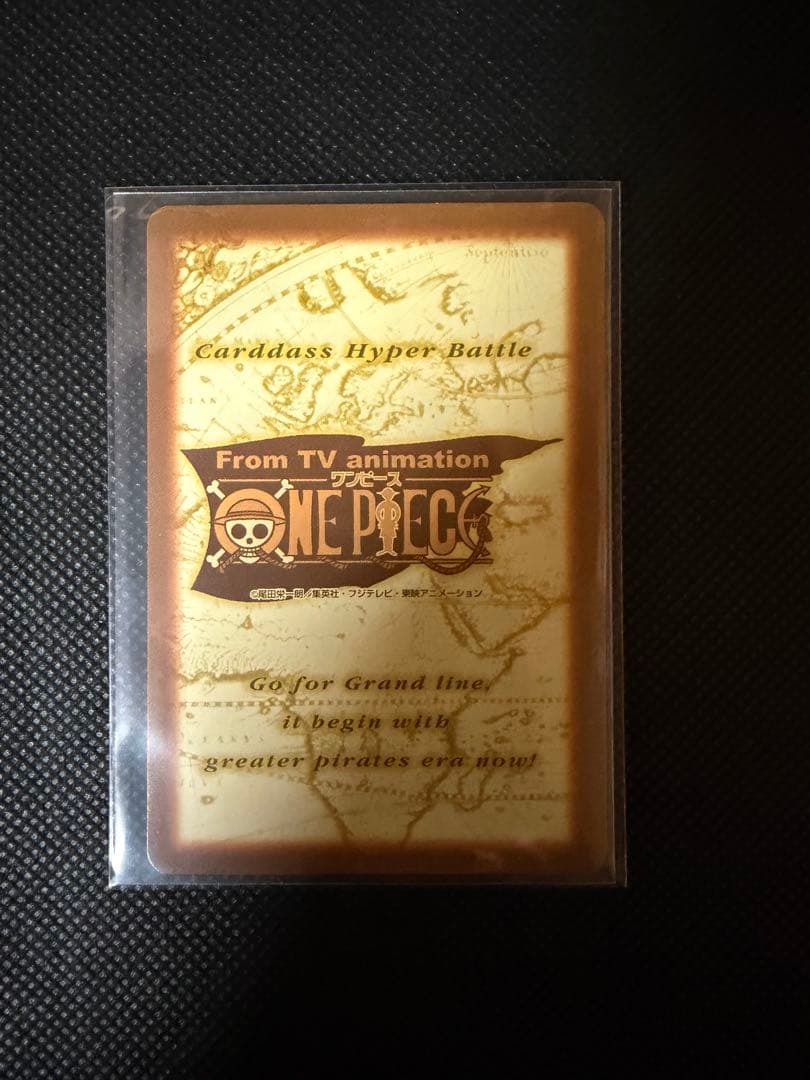 Septentrio
Carddass Hyper Battle
From TV animation
ワンピース
ONE PIECE
©尾田栄一朗／集英社・フジテレビ・東映アニメーション
Go for Grand line,
it begin with
greater pirates era now!